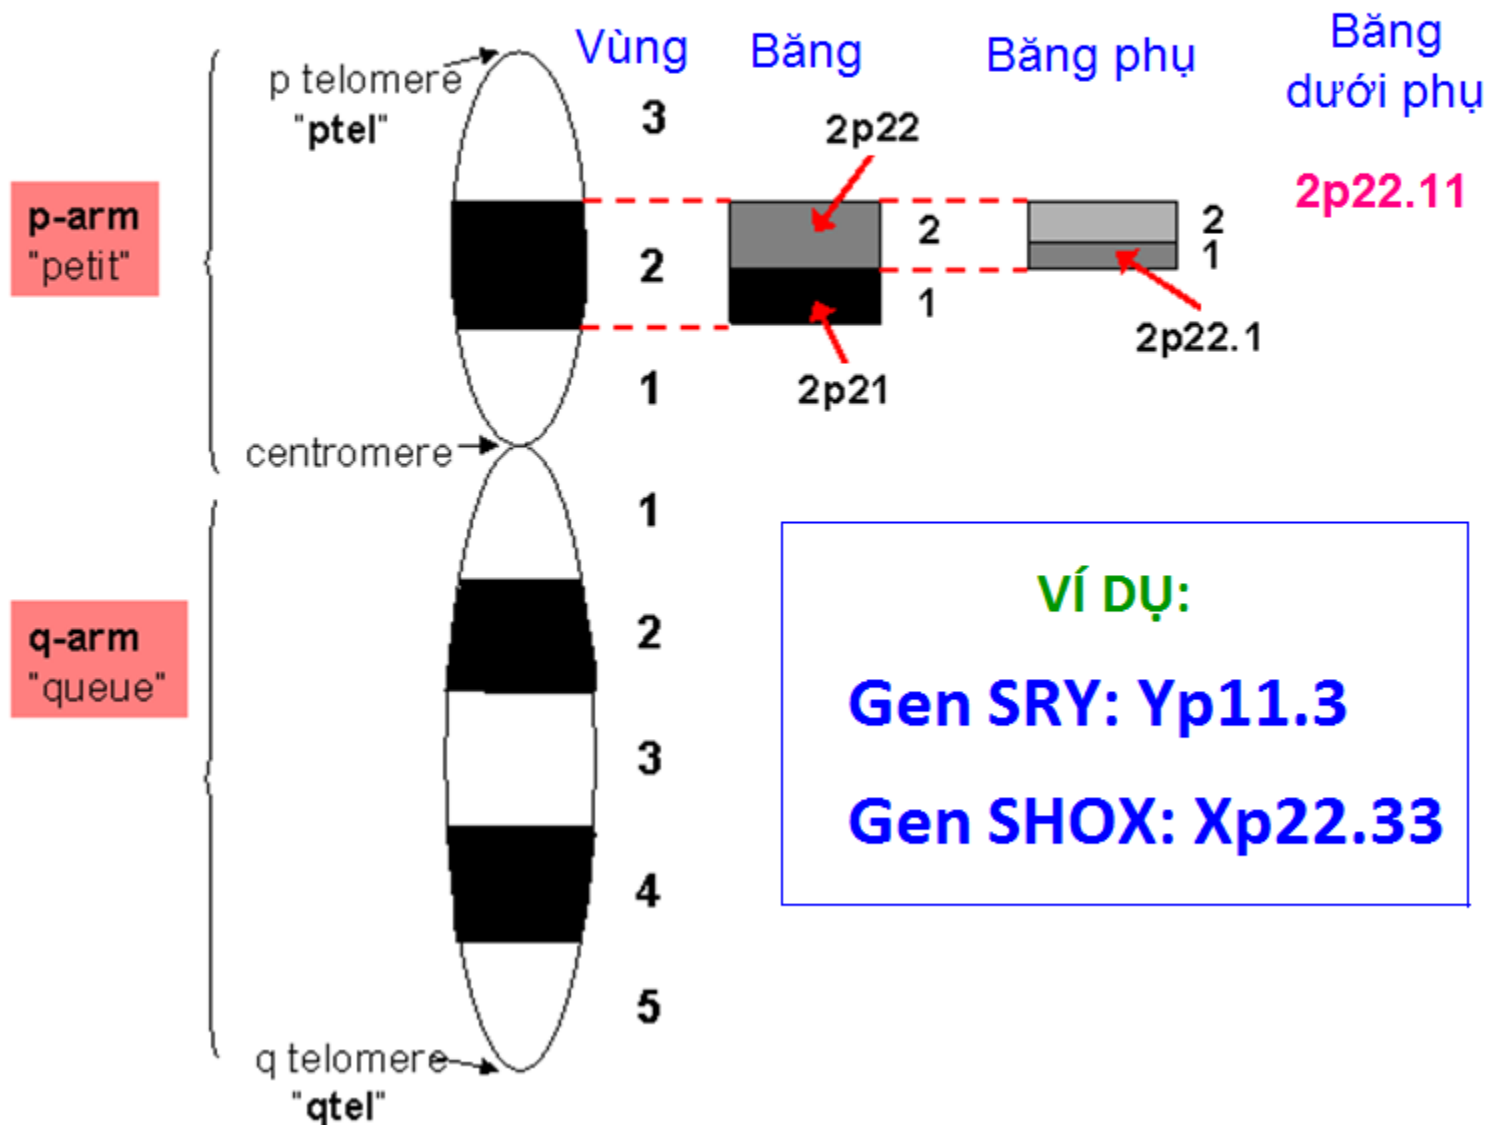 Vùng
Băng
Băng phụ
Băng
dưới phụ
p telomere
"ptel"
3
2p22
2p22.11
p-arm
"petit"
2
2
1
2
1
2p22.1
2p21
1
centromere
1
2
q-arm
"queue"
3
4
5
q telomere
"qtel"
VÍ DỤ:
Gen SRY: Yp11.3
Gen SHOX: Xp22.33